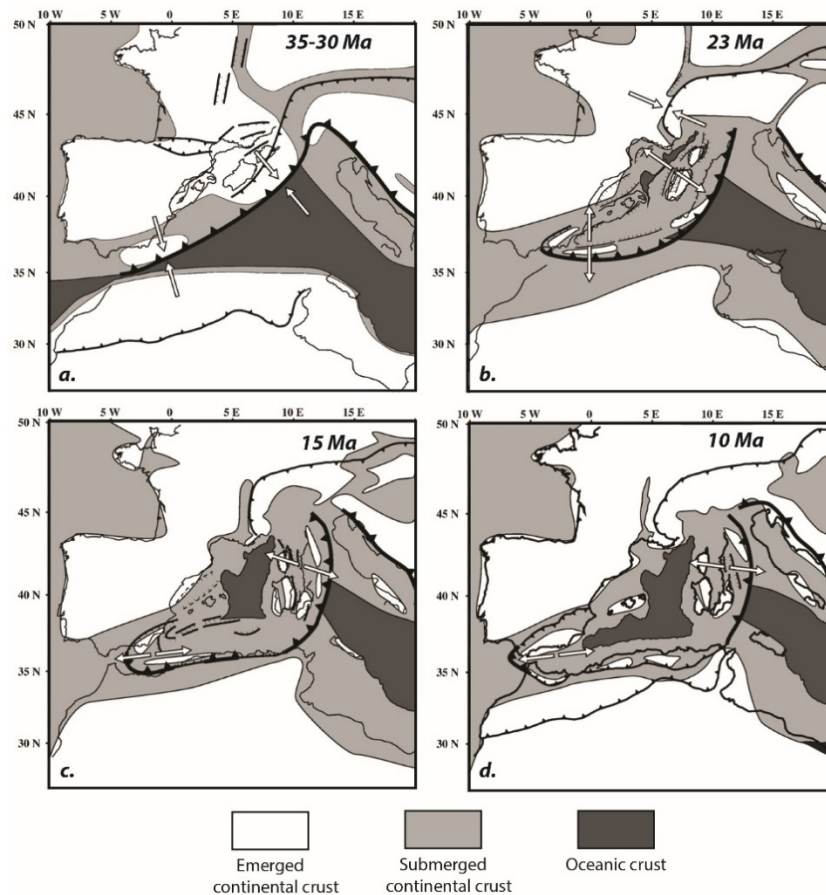 50 N
45 N
40 N
35 N
30 N
10 W 5 W 0 5 E 10 E 15 E
35-30 Ma
a.
50 N
45 N
40 N
35 N
30 N
10 W 5 W 0 5 E 10 E 15 E
23 Ma
b.
10 W 5 W 0 5 E 10 E 15 E
50 N
45 N
40 N
35 N
30 N
15 Ma
c.
10 W 5 W 0 5 E 10 E 15 E
50 N
45 N
40 N
35 N
30 N
10 Ma
d.
Emerged
continental crust
Submerged
continental crust
Oceanic crust